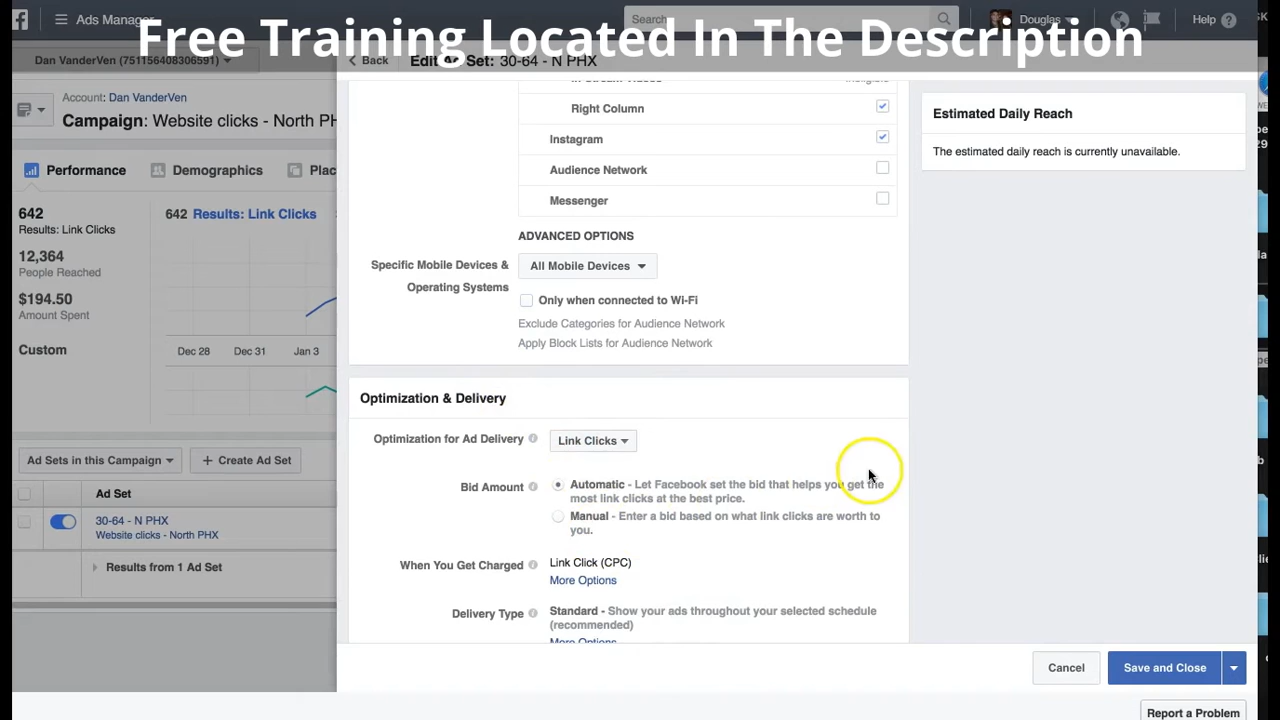 Ads Manager
Search
Douglas
Help
Free Training Located In The Description
Dan VanderVen (751156408306591)
Back
Edit Ad Set: 30-64 - N PHX
Account: Dan VanderVen
Campaign: Website clicks - North PH
Performance
Demographics
Plac
642
Results: Link Clicks
12,364
People Reached
$194.50
Amount Spent
Custom
642 Results: Link Clicks
Dec 28
Dec 31
Jan 3
Ad Sets in this Campaign
+ Create Ad Set
Ad Set
30-64 - N PHX
Website clicks - North PHX
Results from 1 Ad Set
Right Column
Instagram
Audience Network
Messenger
ADVANCED OPTIONS
Specific Mobile Devices &
Operating Systems
All Mobile Devices
Only when connected to Wi-Fi
Exclude Categories for Audience Network
Apply Block Lists for Audience Network
Optimization & Delivery
Optimization for Ad Delivery
Link Clicks
Bid Amount
Automatic - Let Facebook set the bid that helps you get the
most link clicks at the best price.
Manual - Enter a bid based on what link clicks are worth to
you.
When You Get Charged
Link Click (CPC)
More Options
Delivery Type
Standard - Show your ads throughout your selected schedule
(recommended)
More Options
Estimated Daily Reach
The estimated daily reach is currently unavailable.
Cancel
Save and Close
Report a Problem